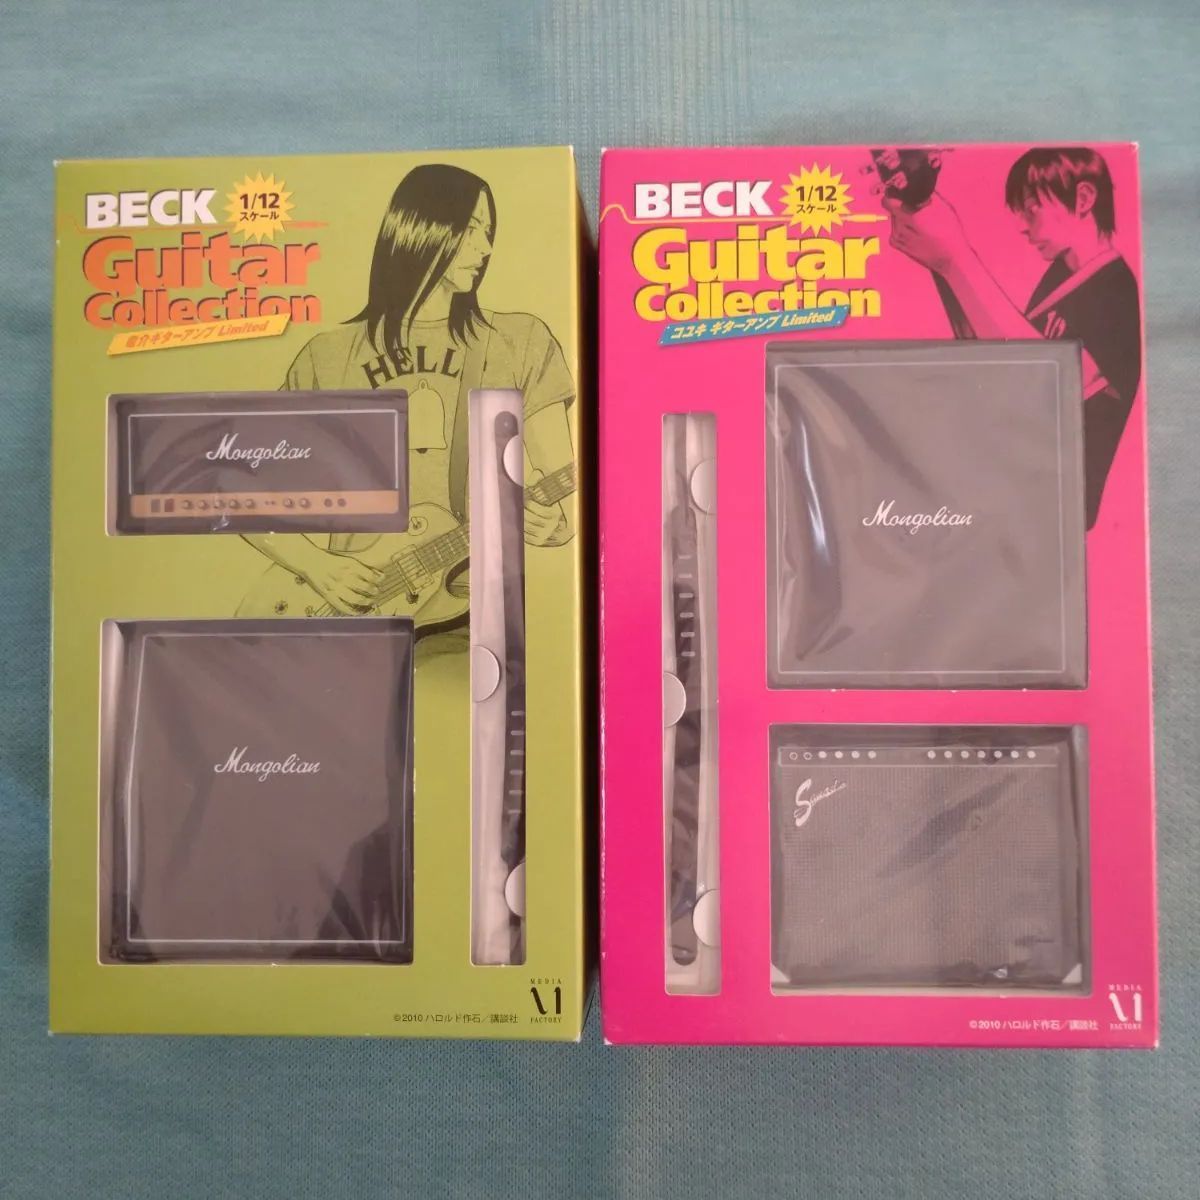 BECK
1/12
スケール
Guitar
Collection
竜介ギターアンプ Limited
HELL
Mongolian
Mongolian
MEDIA
FACTORY
©2010 ハロルド作石/講談社
BECK
1/12
スケール
Guitar
Collection
コユキ ギターアンプ Limited
Mongolian
MEDIA
FACTORY
©2010 ハロルド作石/講談社